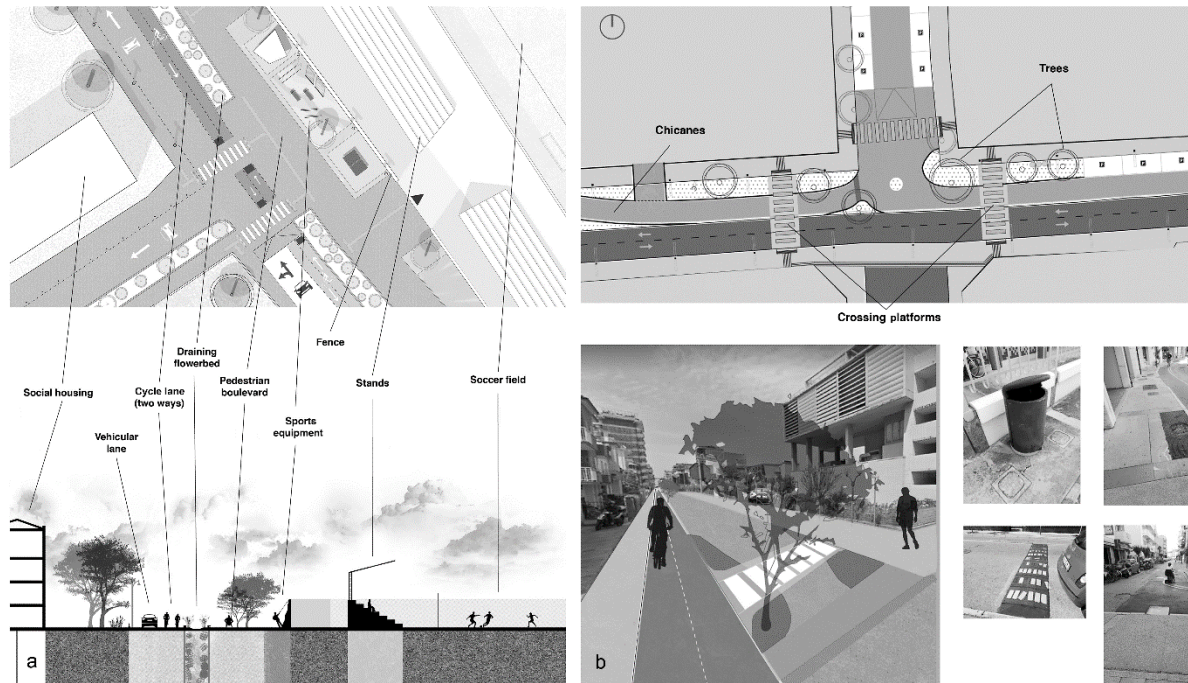 Fence
Draining
flowerbed
Social housing
Cycle lane
(two ways)
Pedestrian
boulevard
Stands
Soccer field
Vehicular
lane
Sports
equipment
a
Trees
Chicanes
P
P
P
P
P
P
P
Crossing platforms
b